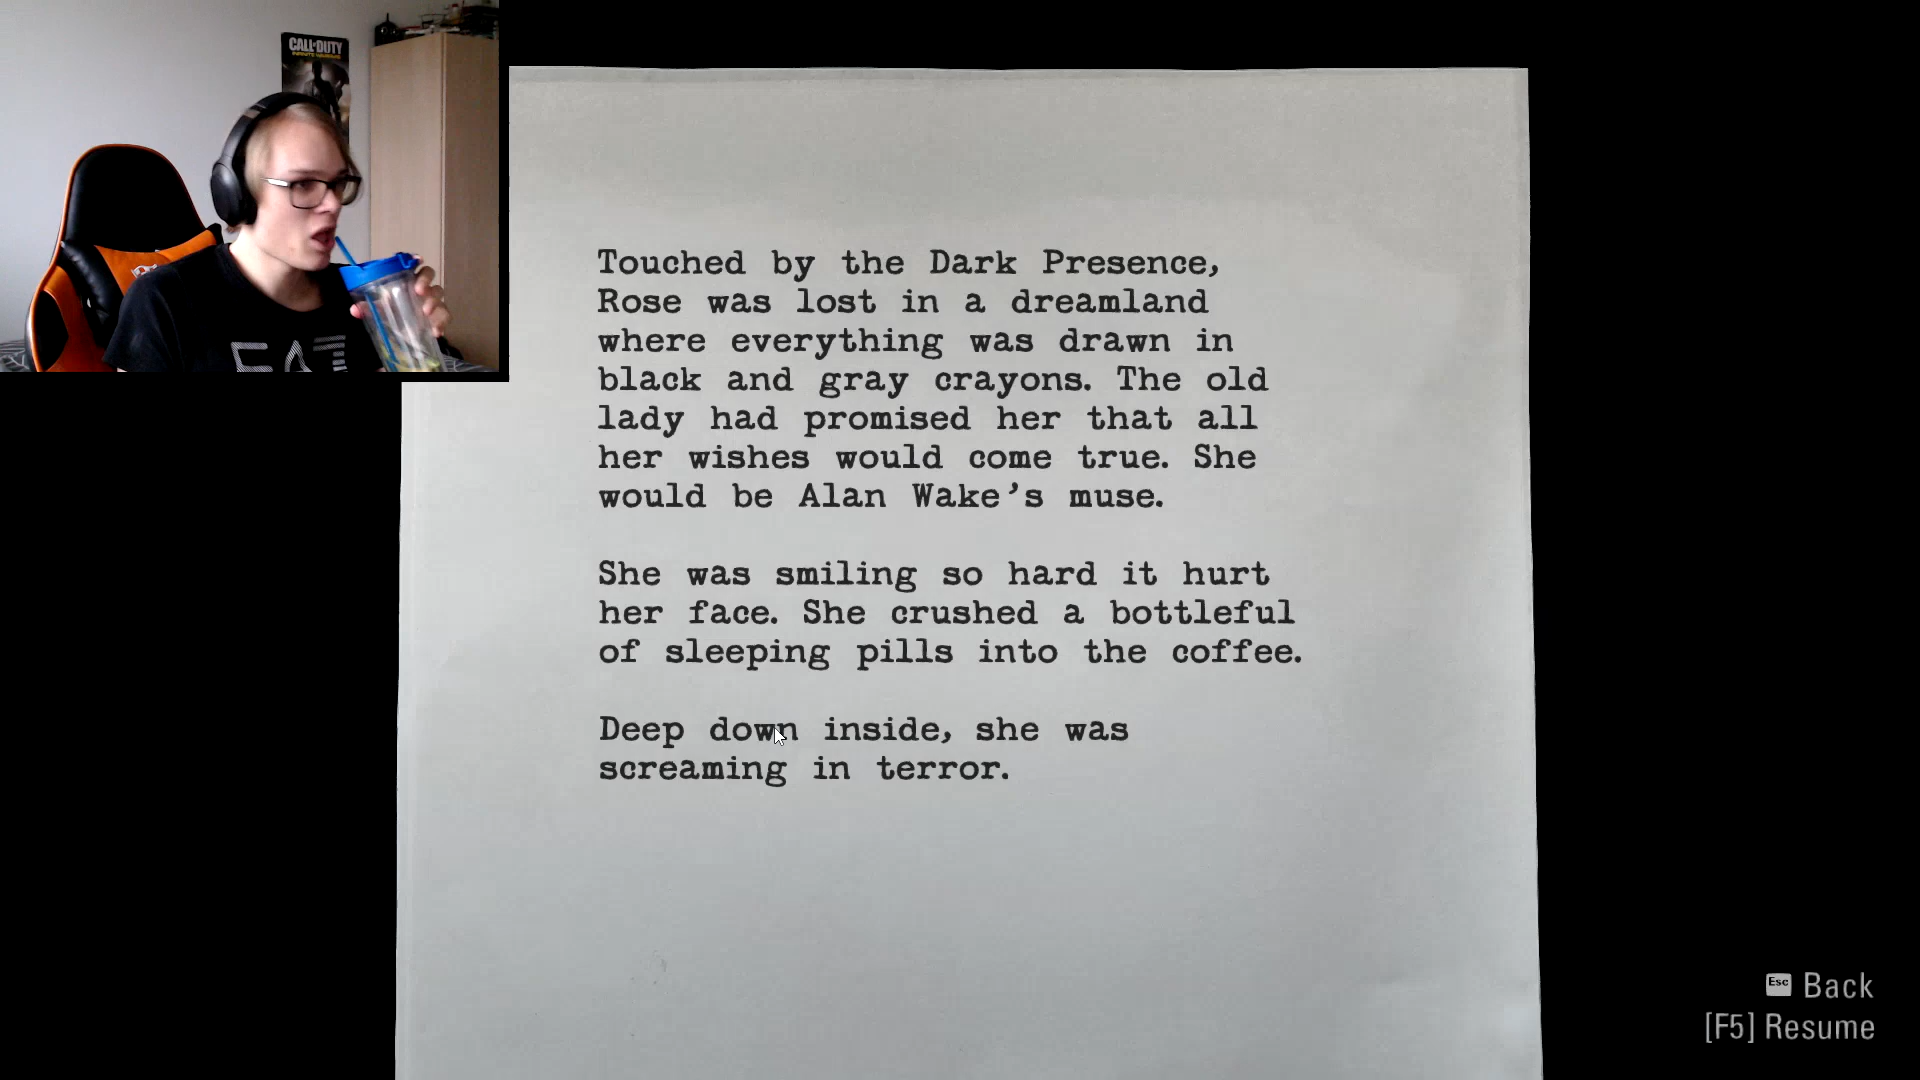 CALL OF DUTY
Touched by the Dark Presence,
Rose was lost in a dreamland
where everything was drawn in
black and gray crayons. The old
lady had promised her that all
her wishes would come true. She
would be Alan Wake's muse.
She was smiling so hard it hurt
her face. She crushed a bottleful
of sleeping pills into the coffee.
Deep down inside, she was
screaming in terror.
Esc Back
[F5] Resume